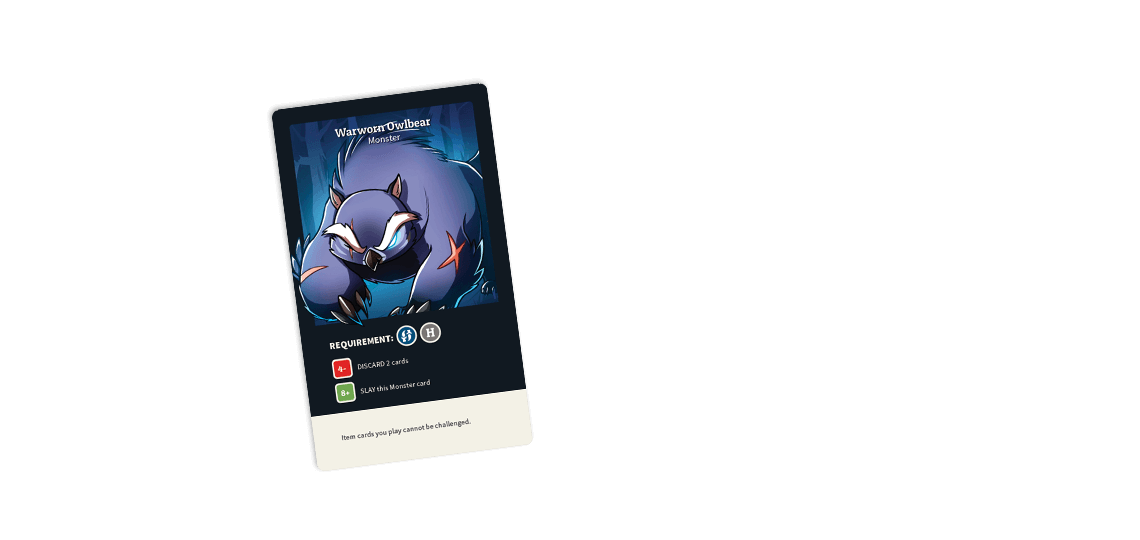 Warworn Owlbear
Monster
REQUIREMENT: H
4- DISCARD 2 cards
8+ SLAY this Monster card
Item cards you play cannot be challenged.